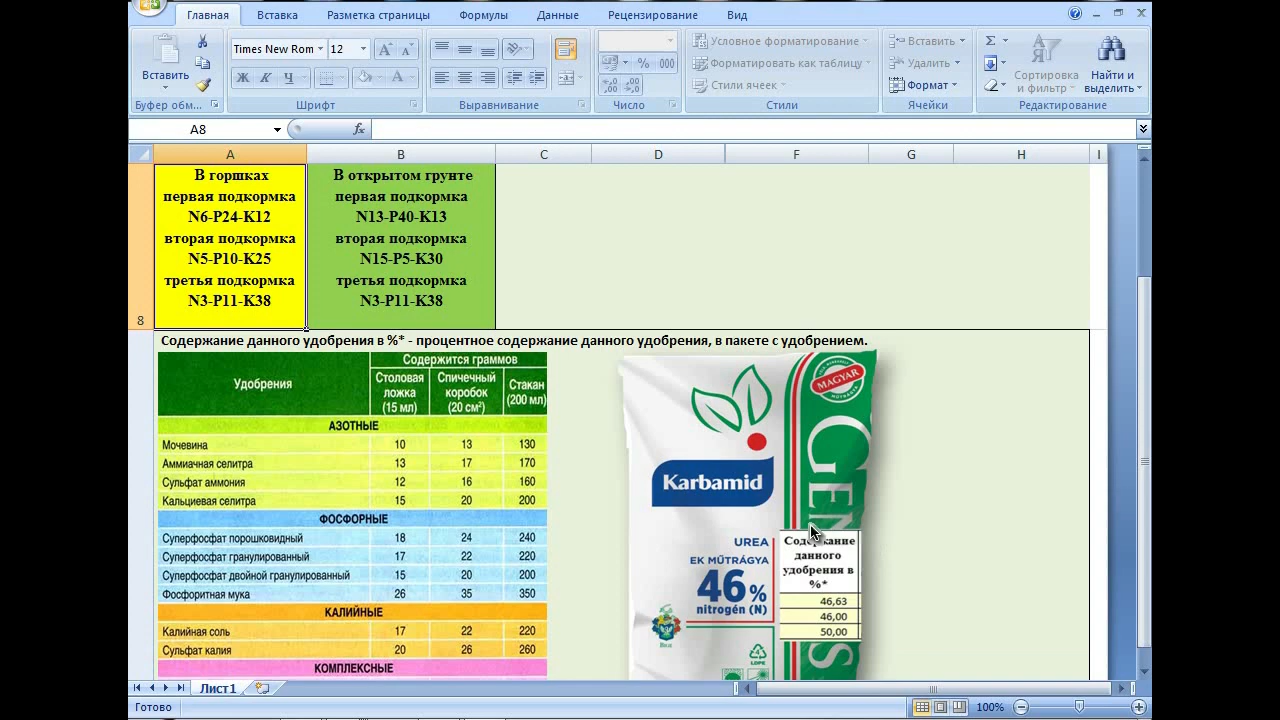 Главная Вставка Разметка страницы Формулы Данные Рецензирование Вид
Вставить
Times New Rom 12
Ж К Ч
% 000
Условное форматирование
Форматировать как таблицу
Стили ячеек
Вставить
Удалить
Формат
Сортировка
и фильтр
Найти и
выделить
Буфер обм... Шрифт Выравнивание Число Стили Ячейки Редактирование
A8 fx
A B C D F G H I
В горшках
первая подкормка
N6-P24-K12
вторая подкормка
N5-P10-K25
третья подкормка
N3-P11-K38
В открытом грунте
первая подкормка
N13-P40-K13
вторая подкормка
N15-P5-K30
третья подкормка
N3-P11-K38
8
Содержание данного удобрения в %* - процентное содержание данного удобрения, в пакете с удобрением.
Удобрения
Содержится граммов
Столовая
ложка
(15 мл)
Спичечный
коробок
(20 см²)
Стакан
(200 мл)
АЗОТНЫЕ
Мочевина 10 13 130
Аммиачная селитра 13 17 170
Сульфат аммония 12 16 160
Кальциевая селитра 15 20 200
ФОСФОРНЫЕ
Суперфосфат порошковидный 18 24 240
Суперфосфат гранулированный 17 22 220
Суперфосфат двойной гранулированный 15 20 200
Фосфоритная мука 26 35 350
КАЛИЙНЫЕ
Калийная соль 17 22 220
Сульфат калия 20 26 260
КОМПЛЕКСНЫЕ
MAGYAR
Karbamid
UREA
EK MŰTRÁGYA
46%
nitrogén (N)
LDPE
данного
удобрения в
%*
46,63
46,00
50,00
Лист1
Готово 100%